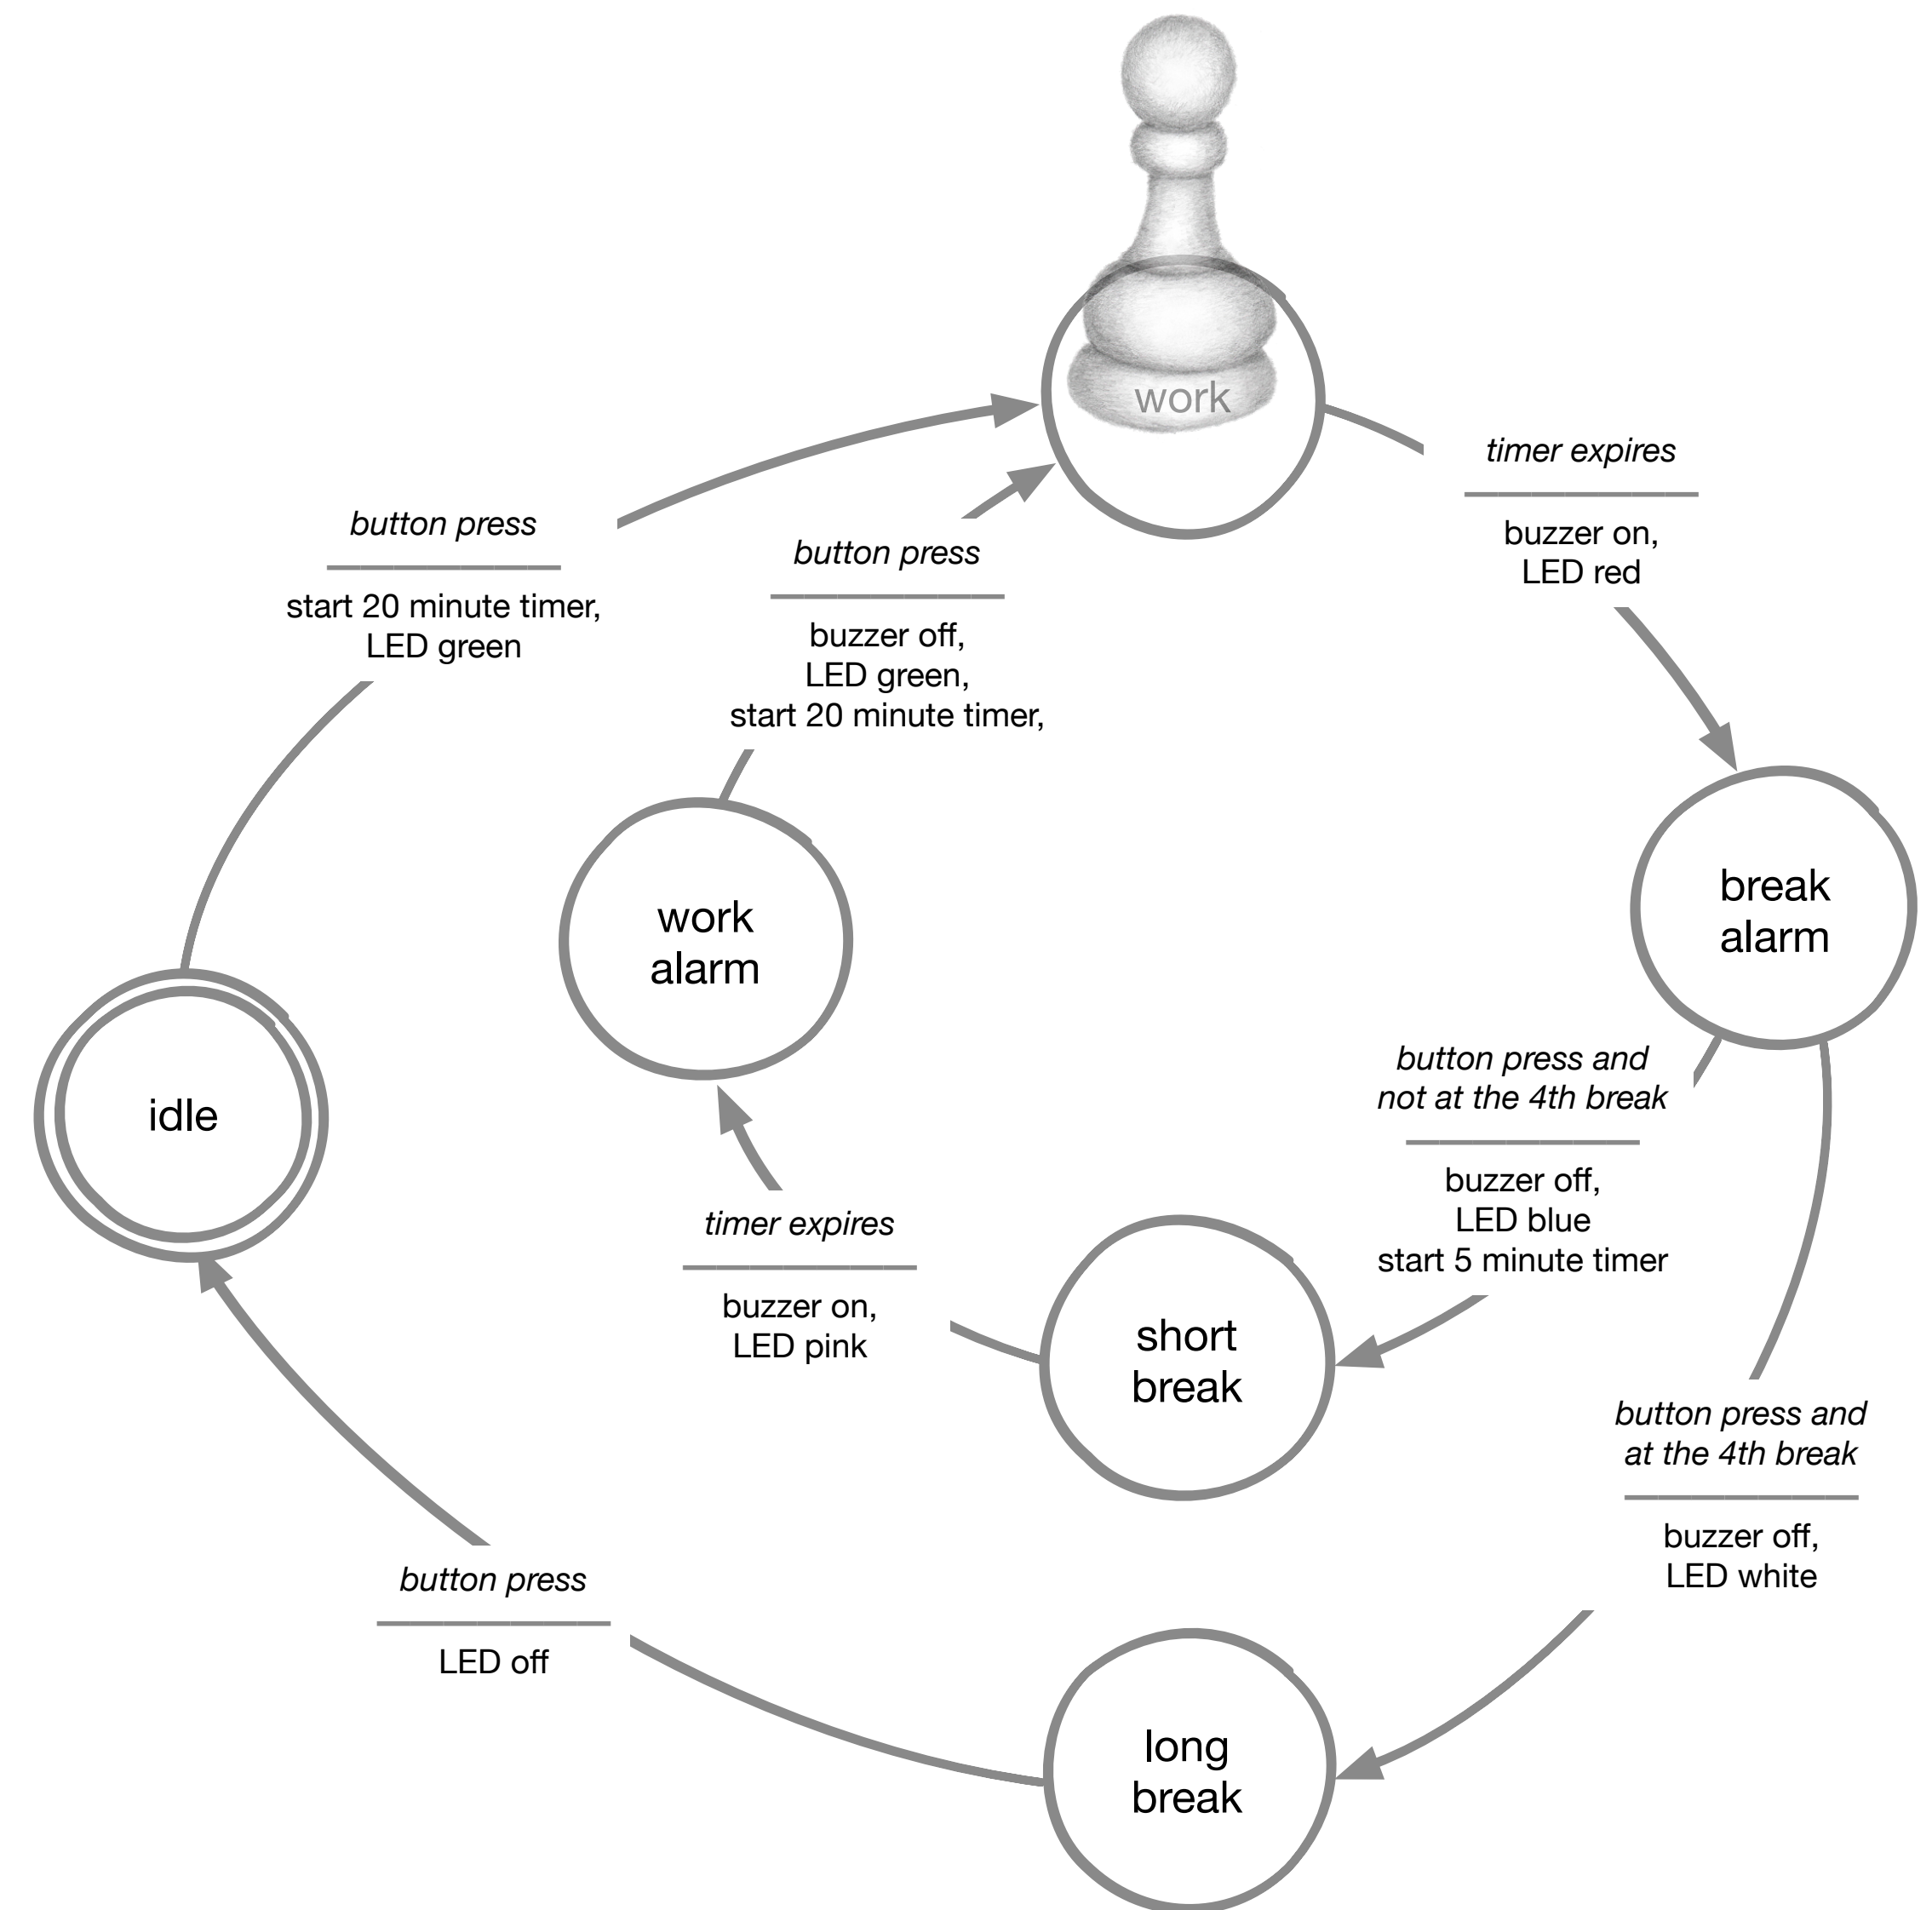 work
timer expires
buzzer on,
LED red
button press
start 20 minute timer,
LED green
button press
buzzer off,
LED green,
start 20 minute timer,
break
alarm
work
alarm
idle
button press and
not at the 4th break
buzzer off,
LED blue
start 5 minute timer
timer expires
buzzer on,
LED pink
short
break
button press and
at the 4th break
buzzer off,
LED white
button press
LED off
long
break